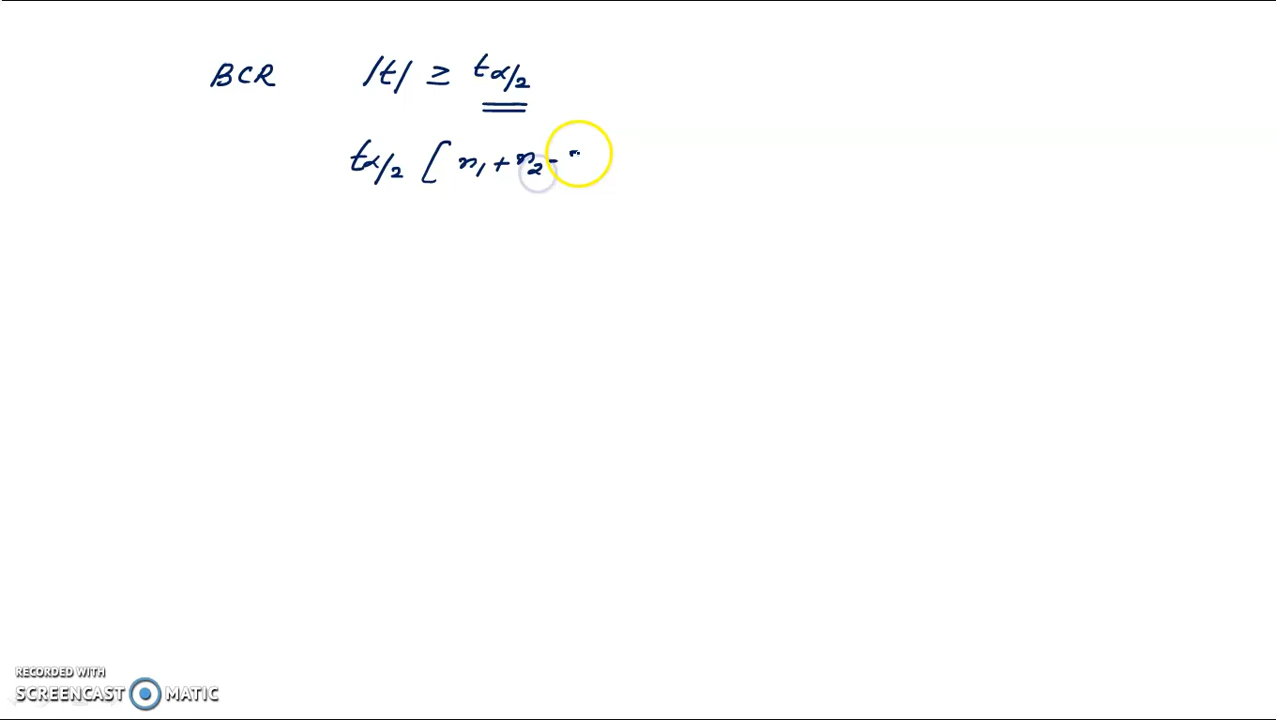 BCR |t| ≥ tα/2
tα/2 [ n1 + n2 -
RECORDED WITH
SCREENCAST MATIC